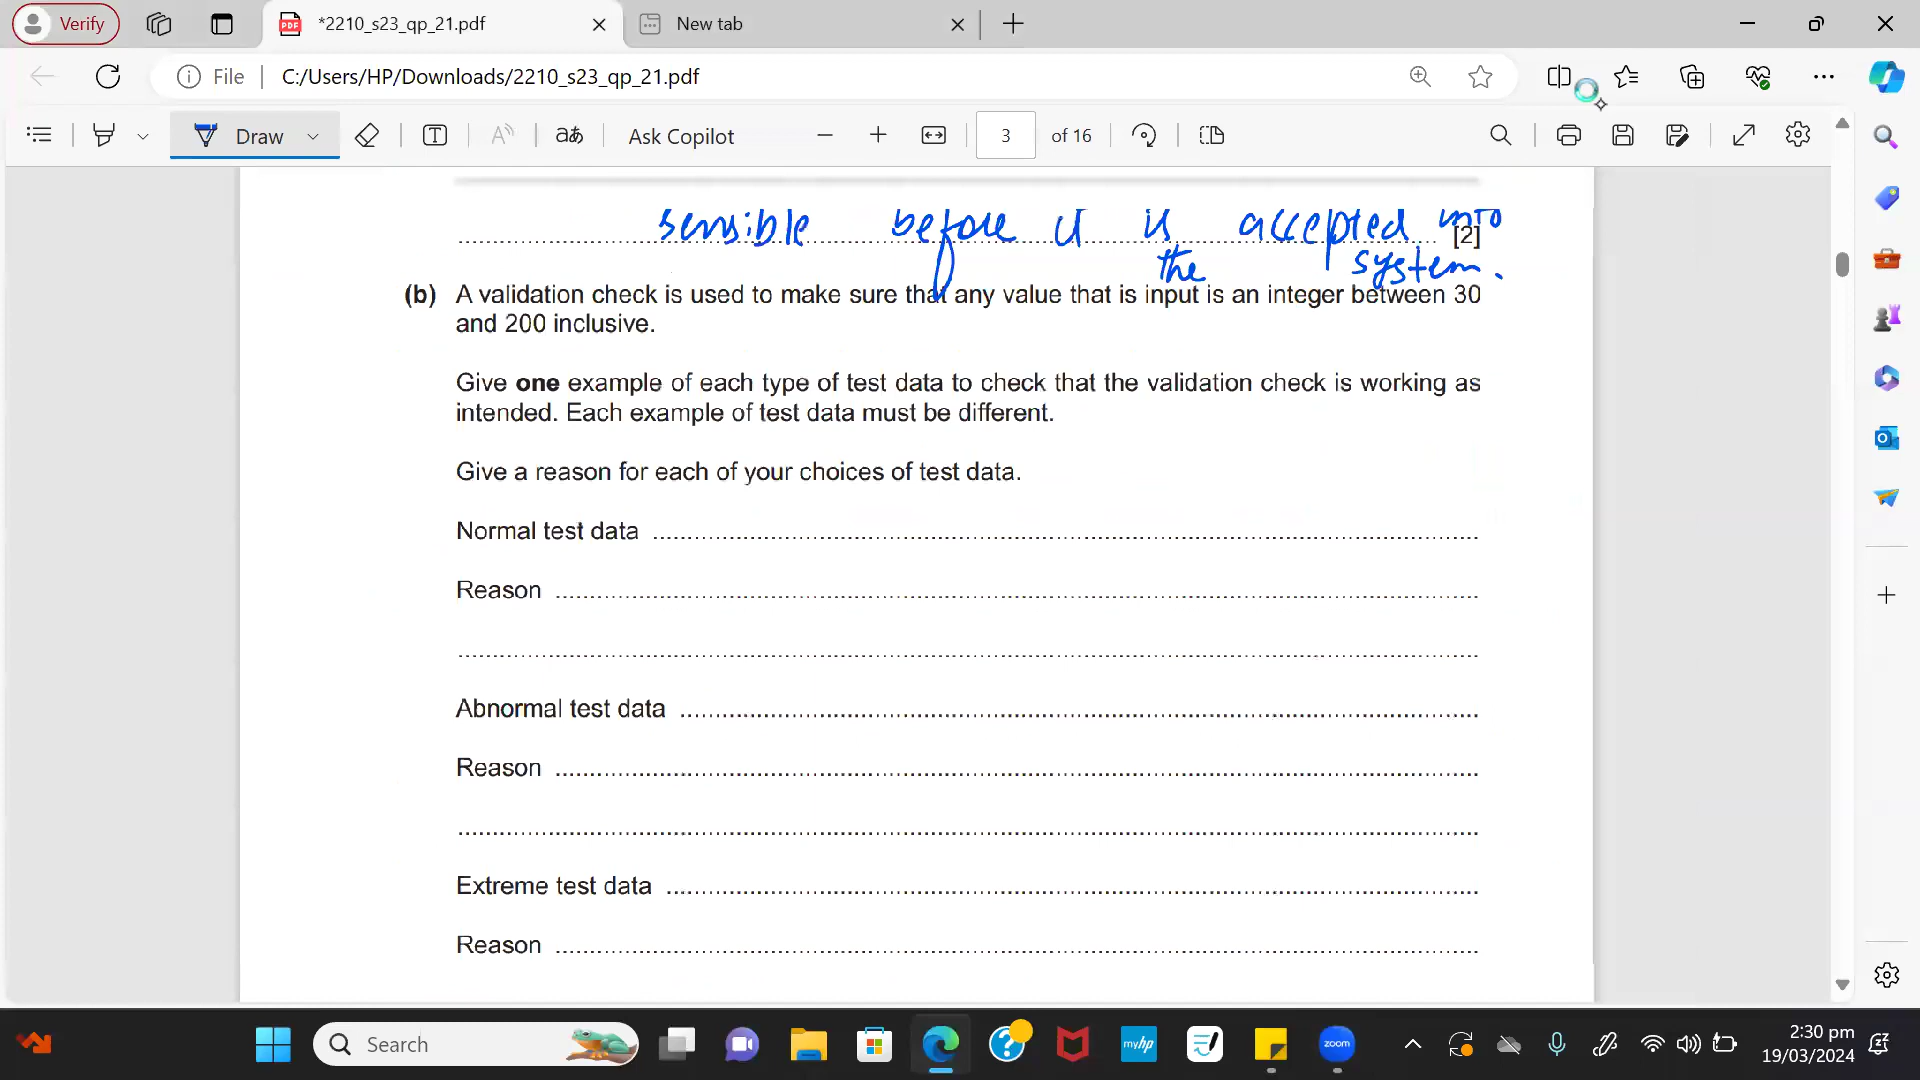 Verify
*2210_s23_qp_21.pdf
New tab
File
C:/Users/HP/Downloads/2210_s23_qp_21.pdf
Draw
Ask Copilot
3 of 16
sensible before it is accepted into
[2]
the system.
(b) A validation check is used to make sure that any value that is input is an integer between 30
and 200 inclusive.
Give one example of each type of test data to check that the validation check is working as
intended. Each example of test data must be different.
Give a reason for each of your choices of test data.
Normal test data
Reason
Abnormal test data
Reason
Extreme test data
Reason
Search
myhp
zoom
2:30 pm
19/03/2024